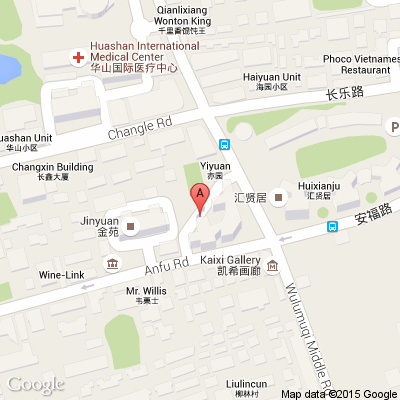 Qianlixiang
Wonton King
千里香馄饨王
Huashan International
Medical Center
华山国际医疗中心
Phoco Vietnames
Restaurant
Haiyuan Unit
海园小区
长乐路
Changle Rd
Huashan Unit
华山小区
Changxin Building
长鑫大厦
Yiyuan
亦园
A
P
汇贤居
Huixianju
汇贤居
安福路
Jinyuan
金苑
Wine-Link
Anfu Rd
Kaixi Gallery
凯希画廊
Mr. Willis
韦窦士
Wulumuqi Middle Rd
Liulincun
柳林村
Google
Map data ©2015 Google